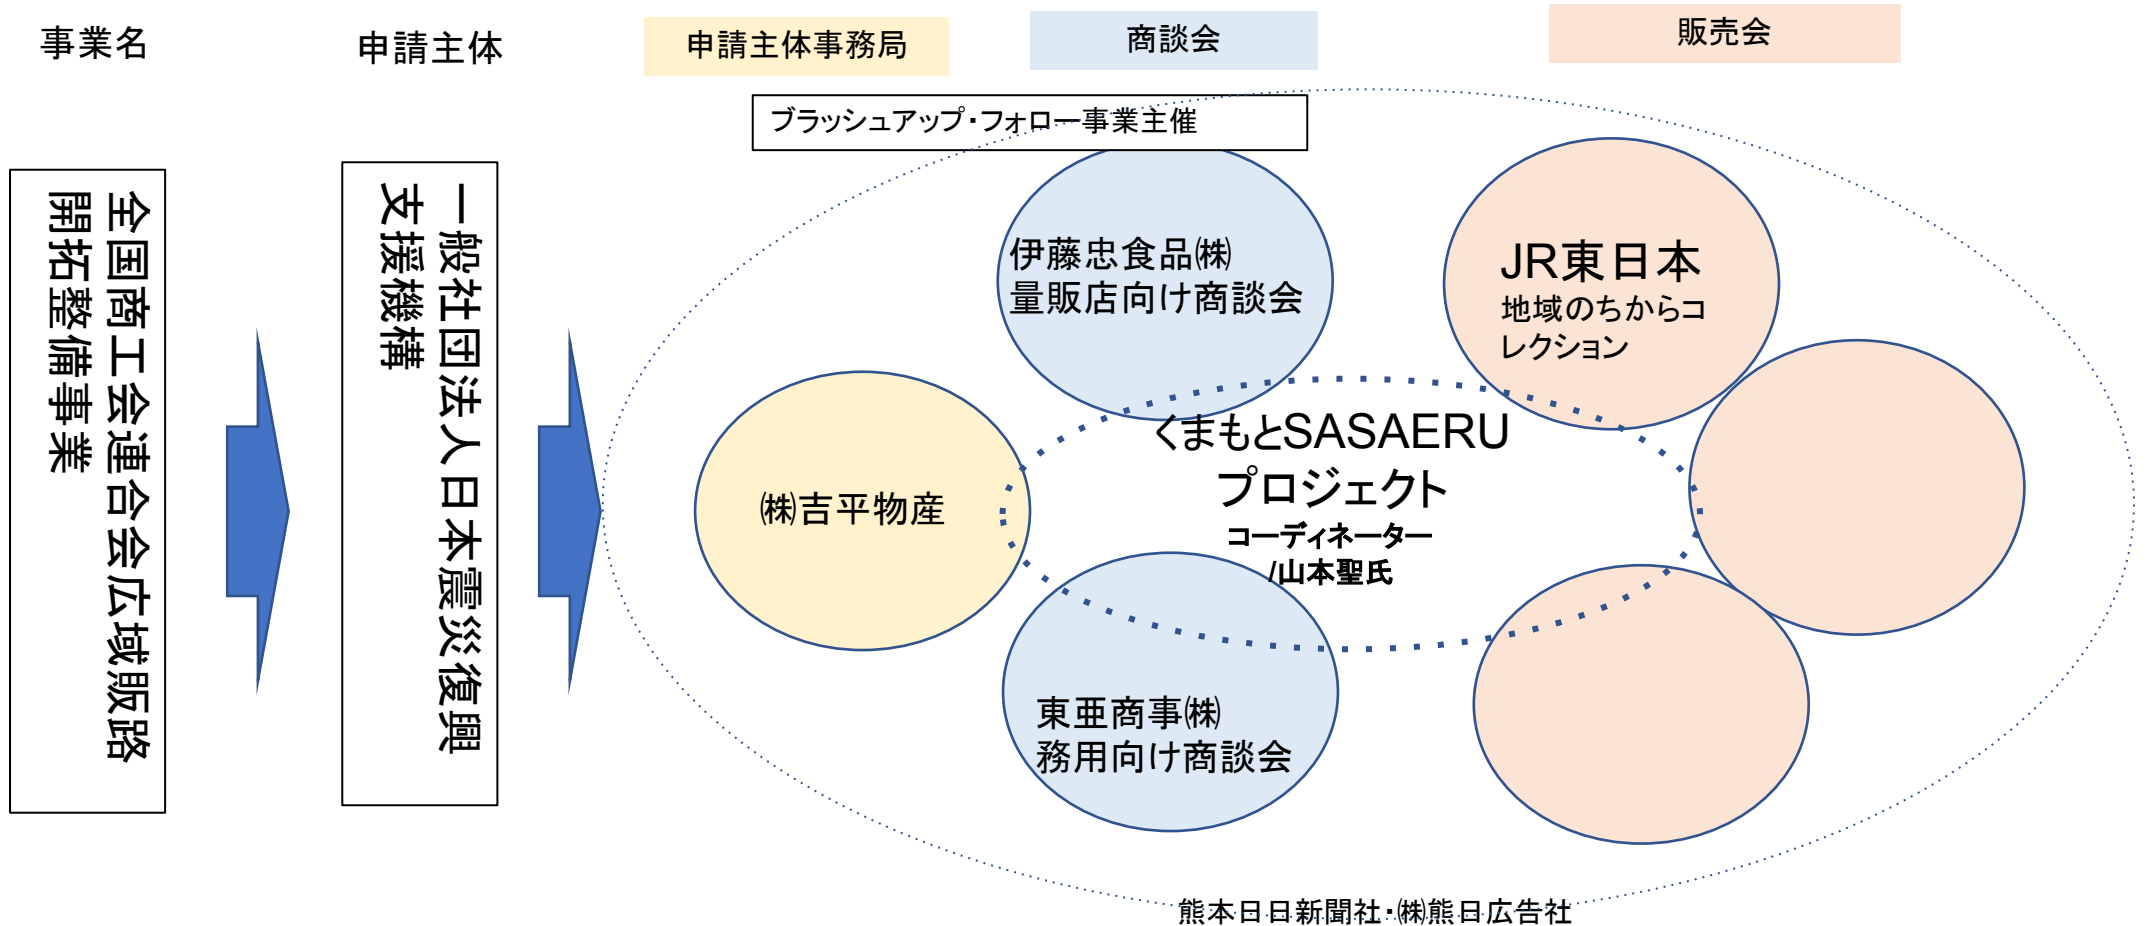 事業名
申請主体
申請主体事務局
商談会
販売会
ブラッシュアップ・フォロー事業主催
全国商工会連合会広域販路
開拓整備事業
一般社団法人日本震災復興
支援機構
伊藤忠食品㈱
量販店向け商談会
JR東日本
地域のちからコ
レクション
㈱吉平物産
くまもとSASAERU
プロジェクト
コーディネーター
/山本聖氏
東亜商事㈱
務用向け商談会
熊本日日新聞社・㈱熊日広告社